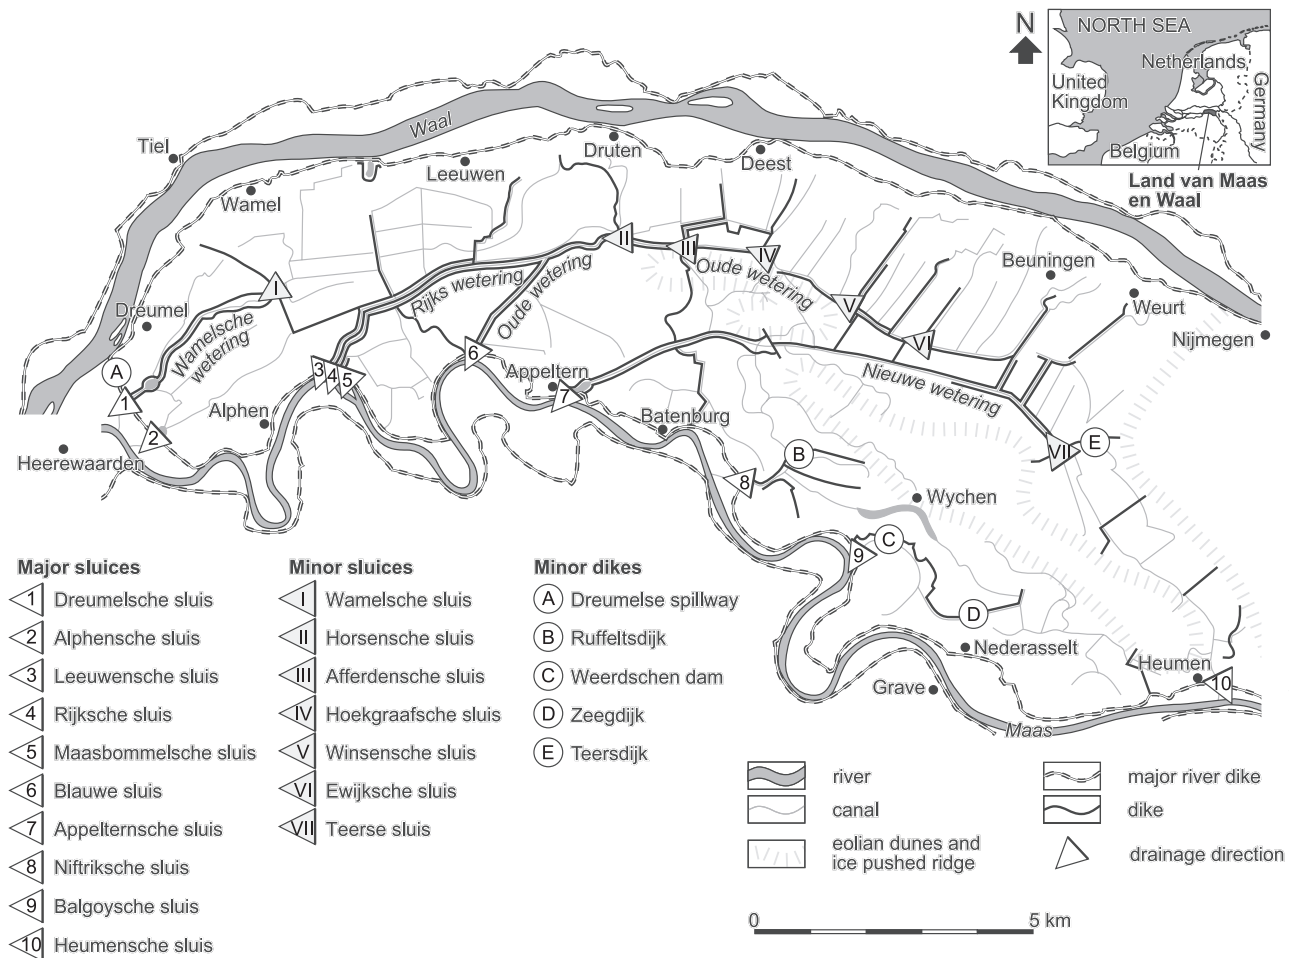 N
NORTH SEA
Netherlands
United
Kingdom
Germany
Belgium
Land van Maas
en Waal
Waal
Tiel
Druten
Deest
Leeuwen
Wamel
II
III
IV
Oude wetering
Beuningen
Weurt
Nijmegen
I
Rijks wetering
Oude wetering
V
VI
Dreumel
Wamelsche
wetering
A
3
4
5
6
Appeltern
7
Nieuwe wetering
1
2
Alphen
Batenburg
Heerewaarden
VII
E
B
8
Wychen
9
C
D
Nederasselt
Grave
Heumen
10
Maas
Major sluices
1 Dreumelsche sluis
2 Alphensche sluis
3 Leeuwensche sluis
4 Rijksche sluis
5 Maasbommelsche sluis
6 Blauwe sluis
7 Appelternsche sluis
8 Niftriksche sluis
9 Balgoysche sluis
10 Heumensche sluis
Minor sluices
I Wamelsche sluis
II Horsensche sluis
III Afferdensche sluis
IV Hoekgraafsche sluis
V Winsensche sluis
VI Ewijksche sluis
VII Teerse sluis
Minor dikes
A Dreumelse spillway
B Ruffeltsdijk
C Weerdschen dam
D Zeegdijk
E Teersdijk
river
canal
eolian dunes and
ice pushed ridge
major river dike
dike
drainage direction
0
5 km